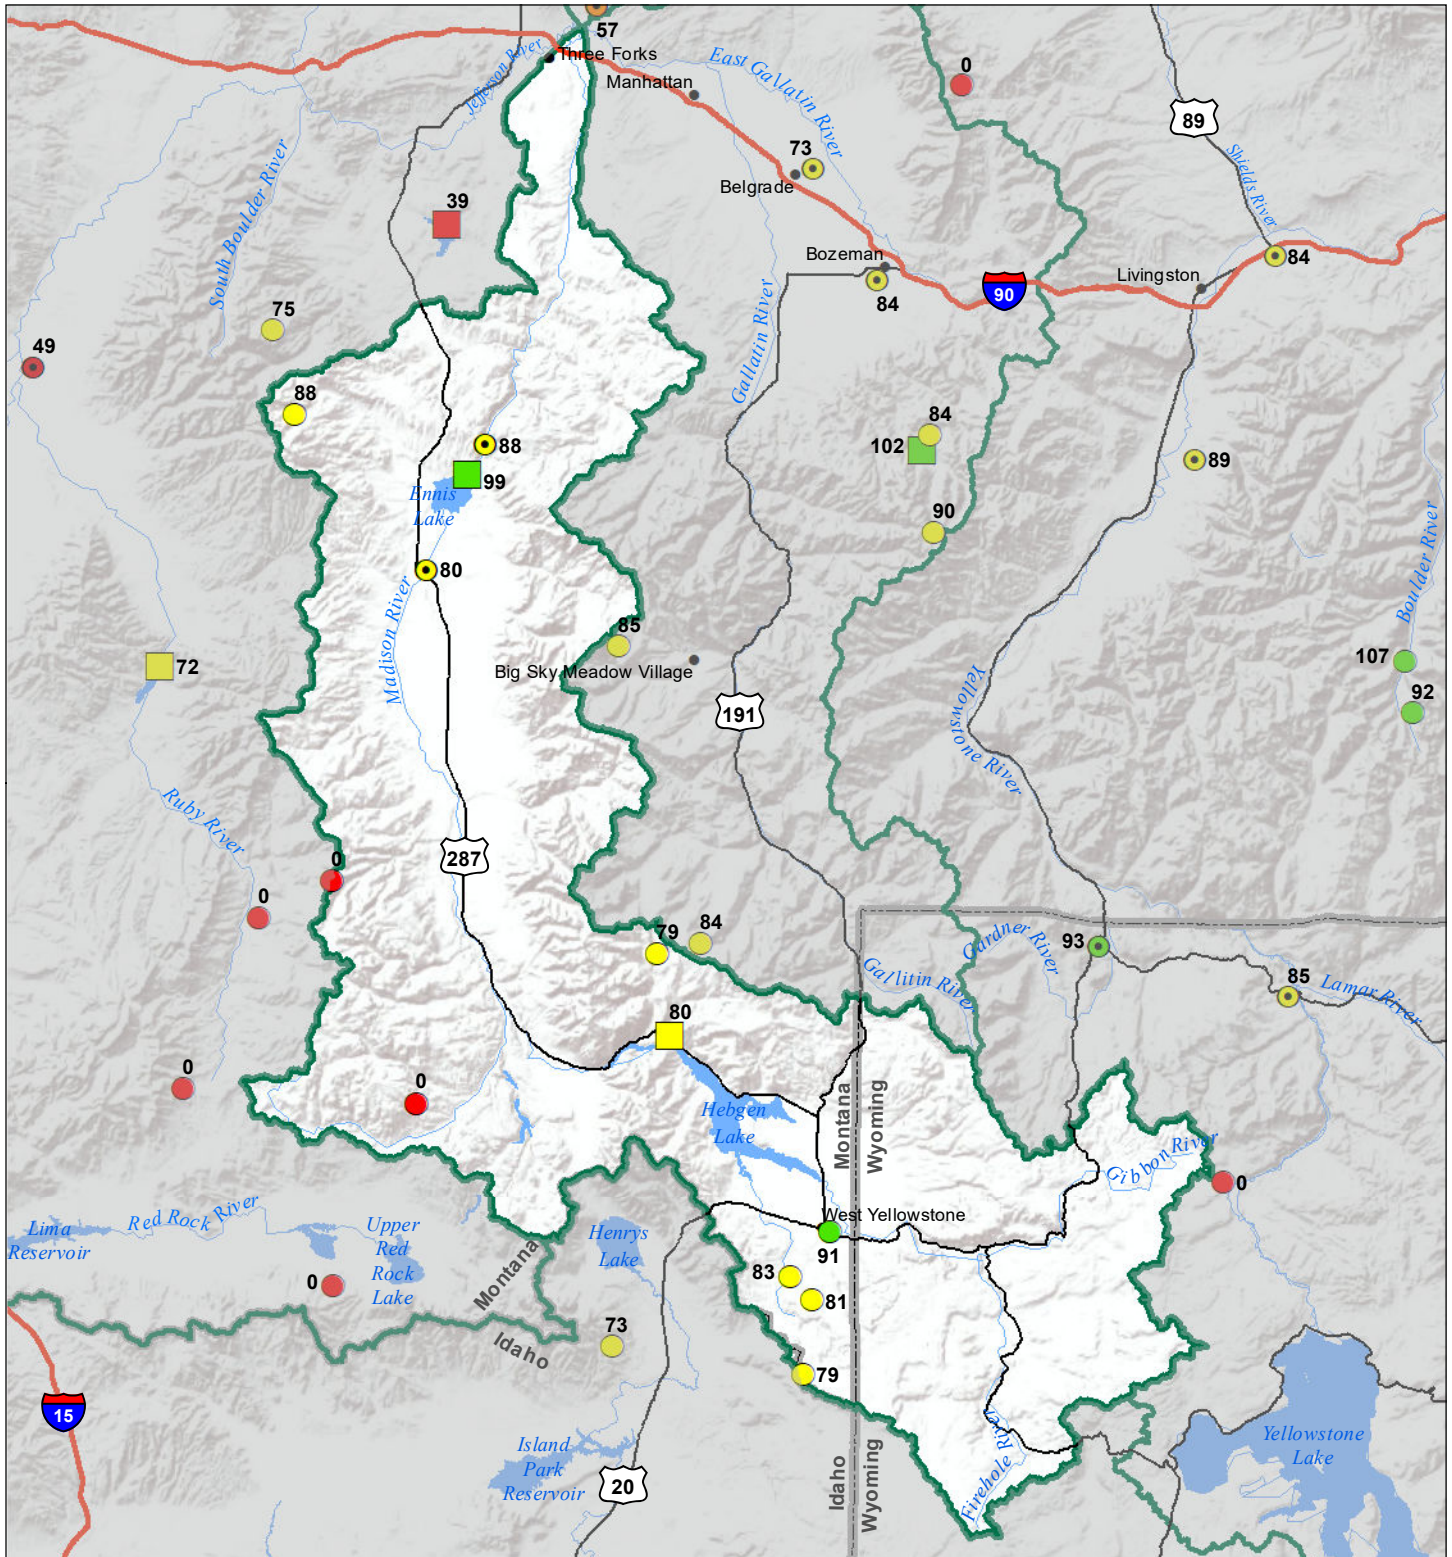 57
Three Forks
Jefferson River
Manhattan
East Gallatin River
0
89
Shields River
73
Belgrade
South Boulder River
39
Bozeman
84
90
Livingston
84
75
Gallatin River
49
88
88
84
102
89
99
Ennis
Lake
90
Boulder River
80
Madison River
85
Big Sky Meadow Village
72
107
92
191
Yellowstone River
Ruby River
287
0
0
79
84
Gallitin River
Gardner River
93
85
Lamar River
80
0
0
Hebgen
Lake
Montana
Wyoming
Gibbon River
0
Lima
Reservoir
Red Rock River
Upper
Red
Rock
Lake
Henrys
Lake
West Yellowstone
91
Montana
Idaho
0
83
81
73
79
15
Island
Park
Reservoir
20
Idaho
Wyoming
Firehole River
Yellowstone
Lake